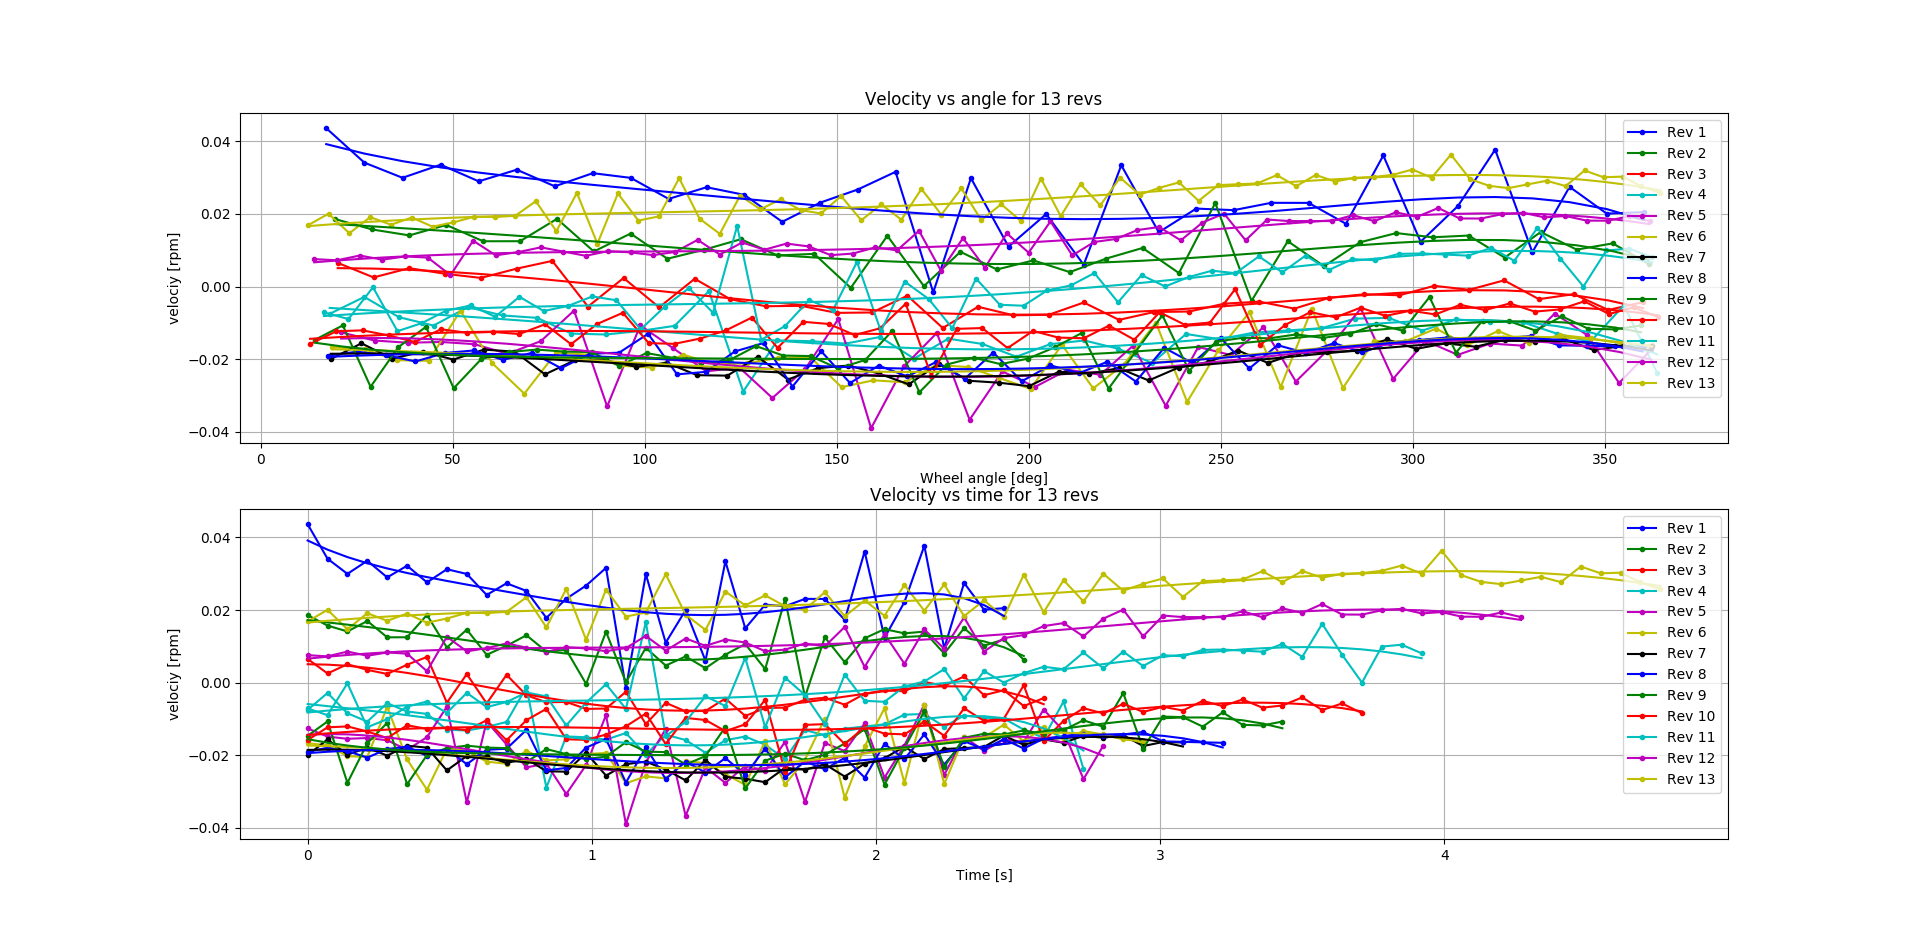 Velocity vs angle for 13 revs
velociy [rpm]
0.04
0.02
0.00
−0.02
−0.04
0 50 100 150 200 250 300 350
Wheel angle [deg]
Rev 1
Rev 2
Rev 3
Rev 4
Rev 5
Rev 6
Rev 7
Rev 8
Rev 9
Rev 10
Rev 11
Rev 12
Rev 13
Velocity vs time for 13 revs
velociy [rpm]
0.04
0.02
0.00
−0.02
−0.04
0 1 2 3 4
Time [s]
Rev 1
Rev 2
Rev 3
Rev 4
Rev 5
Rev 6
Rev 7
Rev 8
Rev 9
Rev 10
Rev 11
Rev 12
Rev 13